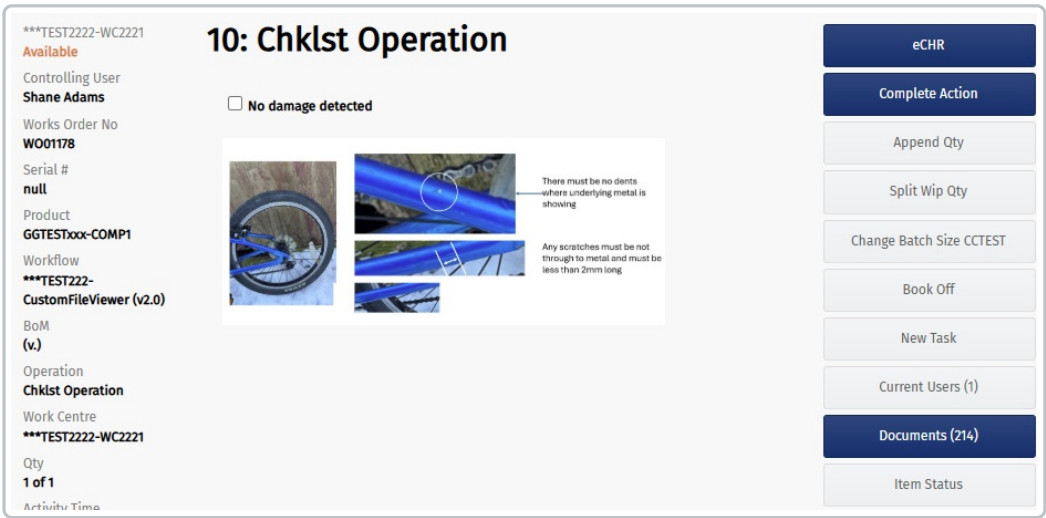 ***TEST2222-WC2221
Available
Controlling User
Shane Adams
Works Order No
WO01178
Serial #
null
Product
GGTESTxxx-COMP1
Workflow
***TEST222-
CustomFileViewer (v2.0)
BoM
(v.)
Operation
Chklst Operation
Work Centre
***TEST2222-WC2221
Qty
1 of 1
Activity Time
10: Chklst Operation
No damage detected
There must be no dents
where underlying metal is
showing
Any scratches must be not
through to metal and must be
less than 2mm long
eCHR
Complete Action
Append Qty
Split Wip Qty
Change Batch Size CCTEST
Book Off
New Task
Current Users (1)
Documents (214)
Item Status